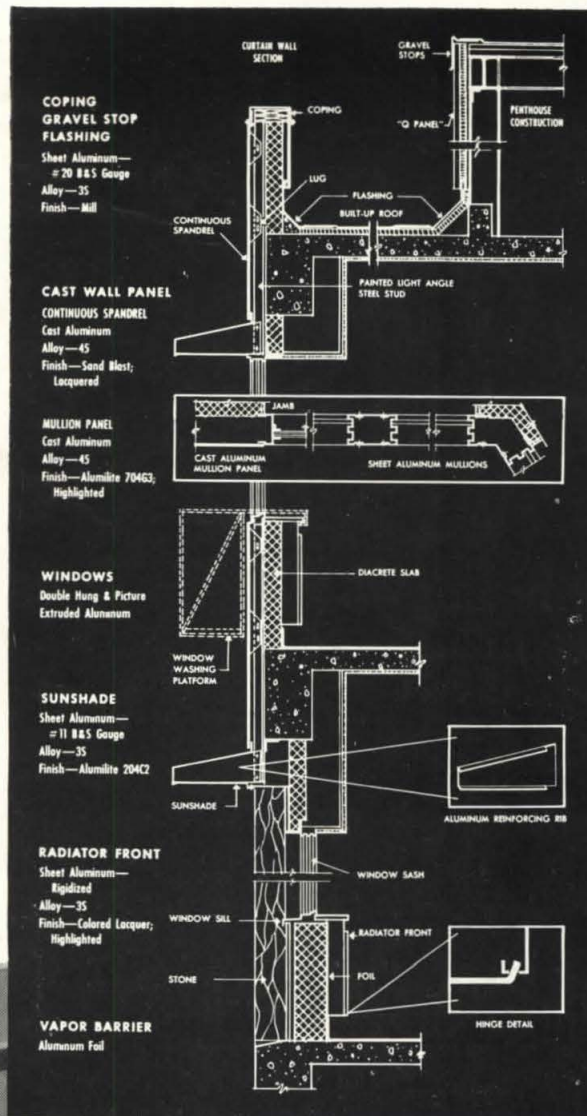 COPING
GRAVEL STOP
FLASHING
Sheet Aluminum—
#20 B&S Gauge
Alloy—3S
Finish—Mill
CAST WALL PANEL
CONTINUOUS SPANDREL
Cast Aluminum
Alloy—45
Finish—Sand Blast;
Lacquered
MULLION PANEL
Cast Aluminum
Alloy—45
Finish—Alumilite 704G3;
Highlighted
WINDOWS
Double Hung & Picture
Extruded Aluminum
SUNSHADE
Sheet Aluminum—
#11 B&S Gauge
Alloy—3S
Finish—Alumilite 204C2
RADIATOR FRONT
Sheet Aluminum—
Rigidized
Alloy—3S
Finish—Colored Lacquer;
Highlighted
VAPOR BARRIER
Aluminum Foil
CURTAIN WALL
SECTION
GRAVEL
STOPS
COPING
"Q PANEL"
PENTHOUSE
CONSTRUCTION
LUG
FLASHING
BUILT-UP ROOF
CONTINUOUS
SPANDREL
PAINTED LIGHT ANGLE
STEEL STUD
JAMB
CAST ALUMINUM
MULLION PANEL
SHEET ALUMINUM MULLIONS
DIACRETE SLAB
WINDOW
WASHING
PLATFORM
SUNSHADE
ALUMINUM REINFORCING RIB
WINDOW SASH
WINDOW SILL
RADIATOR FRONT
STONE
FOIL
HINGE DETAIL